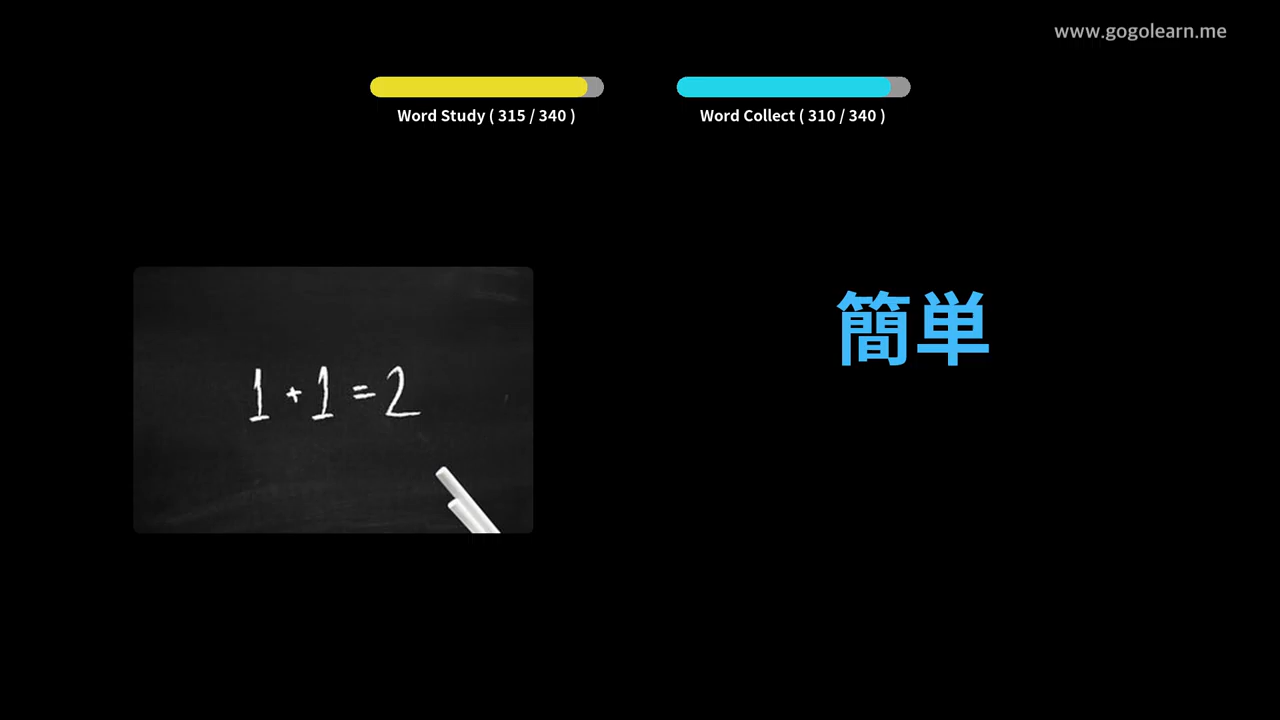 www.gogolearn.me
Word Study ( 315 / 340 )
Word Collect ( 310 / 340 )
1 + 1 = 2
簡単